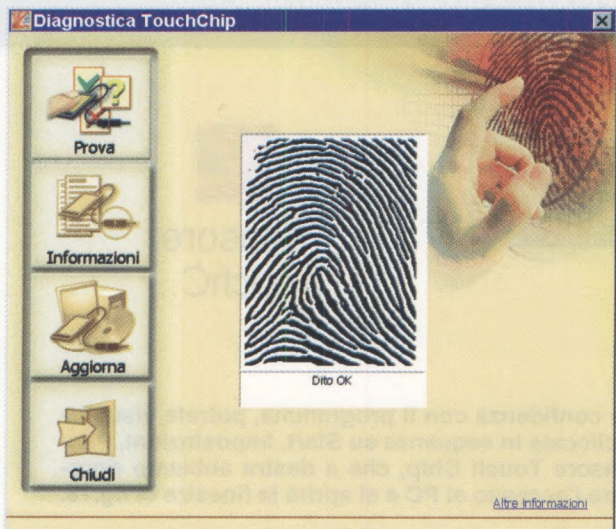 Diagnostica TouchChip
Prova
Informazioni
Aggiorna
Chiudi
Dito OK
Altre informazioni